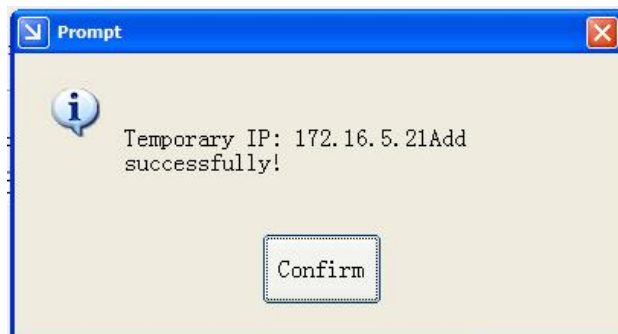 Prompt
Temporary IP: 172.16.5.21Add
successfully!
Confirm